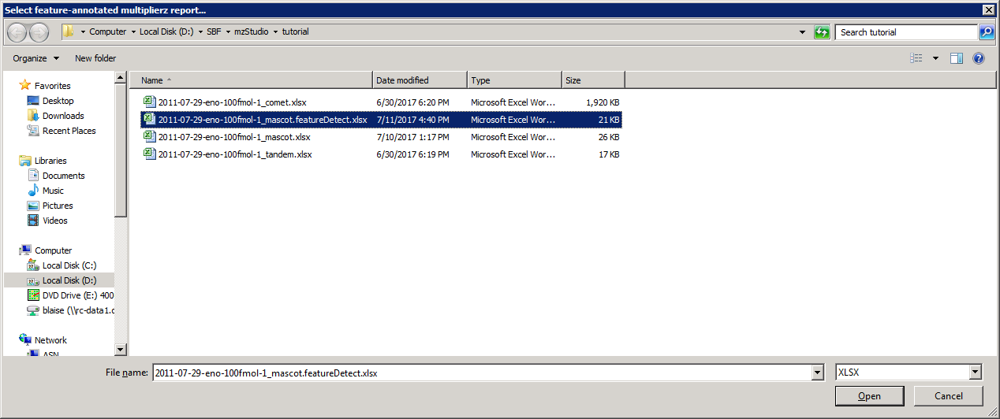 Select feature-annotated multiplierz report...
Computer Local Disk (D:) SBF mzStudio tutorial Search tutorial
Organize New folder
Favorites
Desktop
Downloads
Recent Places
Libraries
Documents
Music
Pictures
Videos
Computer
Local Disk (C:)
Local Disk (D:)
DVD Drive (E:) 400
blaise (\\rc-data1.c
Network
ASN
Name Date modified Type Size
2011-07-29-eno-100fmol-1_comet.xlsx 6/30/2017 6:20 PM Microsoft Excel Wor... 1,920 KB
2011-07-29-eno-100fmol-1_mascot.featureDetect.xlsx 7/11/2017 4:40 PM Microsoft Excel Wor... 21 KB
2011-07-29-eno-100fmol-1_mascot.xlsx 7/10/2017 1:17 PM Microsoft Excel Wor... 26 KB
2011-07-29-eno-100fmol-1_tandem.xlsx 6/30/2017 6:19 PM Microsoft Excel Wor... 17 KB
File name: 2011-07-29-eno-100fmol-1_mascot.featureDetect.xlsx XLSX
Open Cancel